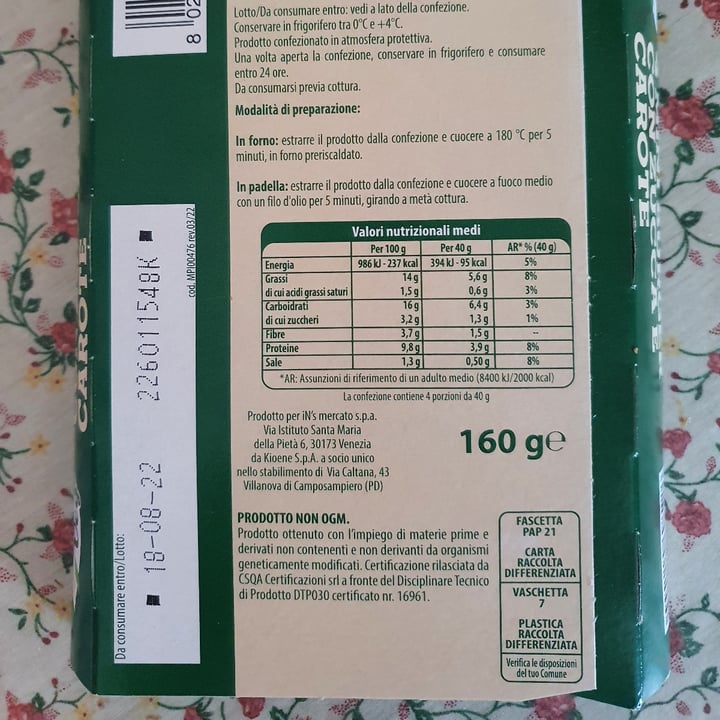 Lotto/Da consumare entro: vedi a lato della confezione.
Conservare in frigorifero tra 0°C e +4°C.
Prodotto confezionato in atmosfera protettiva.
Una volta aperta la confezione, conservare in frigorifero e consumare
entro 24 ore.
Da consumarsi previa cottura.
Modalità di preparazione:
In forno: estrarre il prodotto dalla confezione e cuocere a 180 °C per 5
minuti, in forno preriscaldato.
In padella: estrarre il prodotto dalla confezione e cuocere a fuoco medio
con un filo d'olio per 5 minuti, girando a metà cottura.
Valori nutrizionali medi
Per 100 g Per 40 g AR* % (40 g)
Energia 986 kJ - 237 kcal 394 kJ - 95 kcal 5%
Grassi 14 g 5,6 g 8%
di cui acidi grassi saturi 1,5 g 0,6 g 3%
Carboidrati 16 g 6,4 g 3%
di cui zuccheri 3,2 g 1,3 g 1%
Fibre 3,7 g 1,5 g --
Proteine 9,8 g 3,9 g 8%
Sale 1,3 g 0,50 g 8%
*AR: Assunzioni di riferimento di un adulto medio (8400 kJ/2000 kcal)
La confezione contiene 4 porzioni da 40 g
Prodotto per iN's mercato s.p.a.
Via Istituto Santa Maria
della Pietà 6, 30173 Venezia
da Kioene S.p.A. a socio unico
nello stabilimento di Via Caltana, 43
Villanova di Camposampiero (PD)
160 g e
PRODOTTO NON OGM.
Prodotto ottenuto con l'impiego di materie prime e
derivati non contenenti e non derivanti da organismi
geneticamente modificati. Certificazione rilasciata da
CSQA Certificazioni srl a fronte del Disciplinare Tecnico
di Prodotto DTP030 certificato nr. 16961.
FASCETTA
PAP 21
CARTA
RACCOLTA
DIFFERENZIATA
VASCHETTA
7
PLASTICA
RACCOLTA
DIFFERENZIATA
Verifica le disposizioni
del tuo Comune
Da consumare entro/Lotto:
18-08-22 226011548K
cod. MPI00476 rev.03/22
8 02
CAROTE
CON ZUCCA E
CAROTE